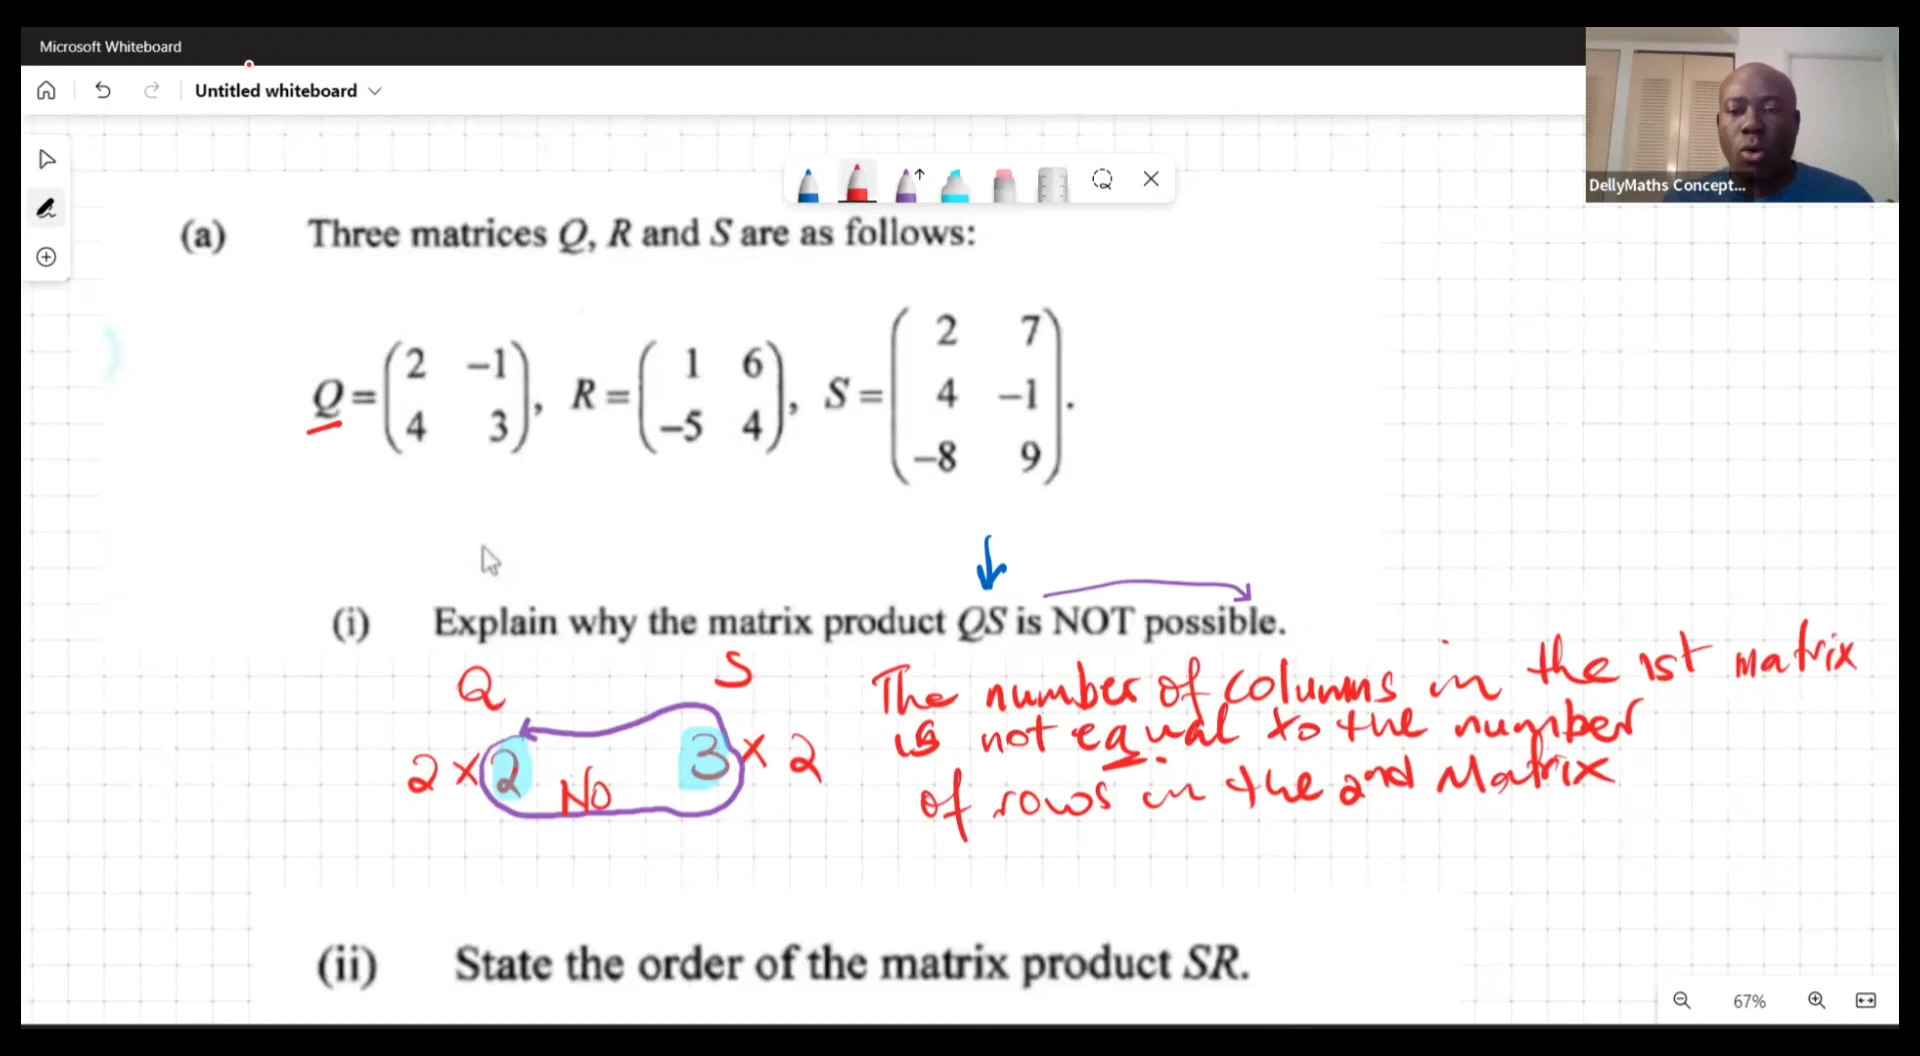 Microsoft Whiteboard
Untitled whiteboard
DellyMaths Concept...
(a) Three matrices Q, R and S are as follows:
Q = ( 2 −1 ; 4 3 ), R = ( 1 6 ; −5 4 ), S = ( 2 7 ; 4 −1 ; −8 9 ).
(i) Explain why the matrix product QS is NOT possible.
Q S
2 × 2 No 3 × 2
The number of columns in the 1st matrix
is not equal to the number
of rows in the 2nd Matrix
(ii) State the order of the matrix product SR.
67%